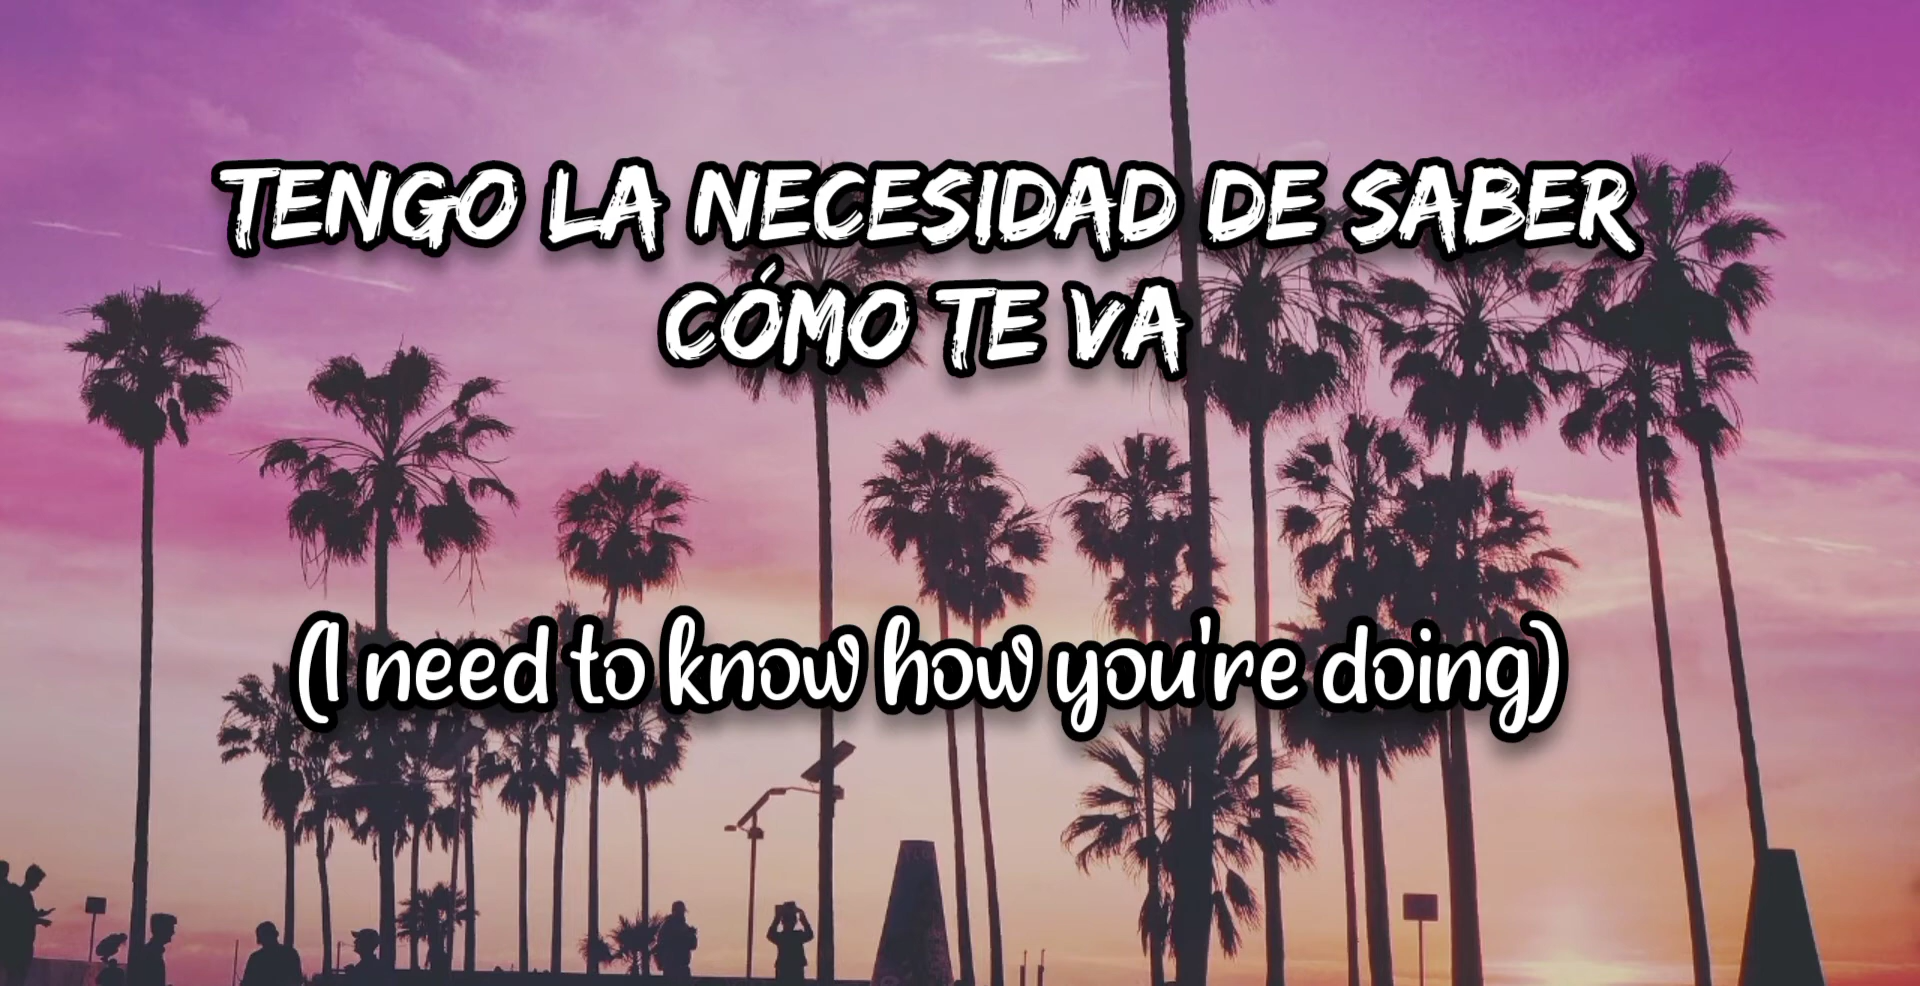 TENGO LA NECESIDAD DE SABER
CÓMO TE VA
(I need to know how you're doing)